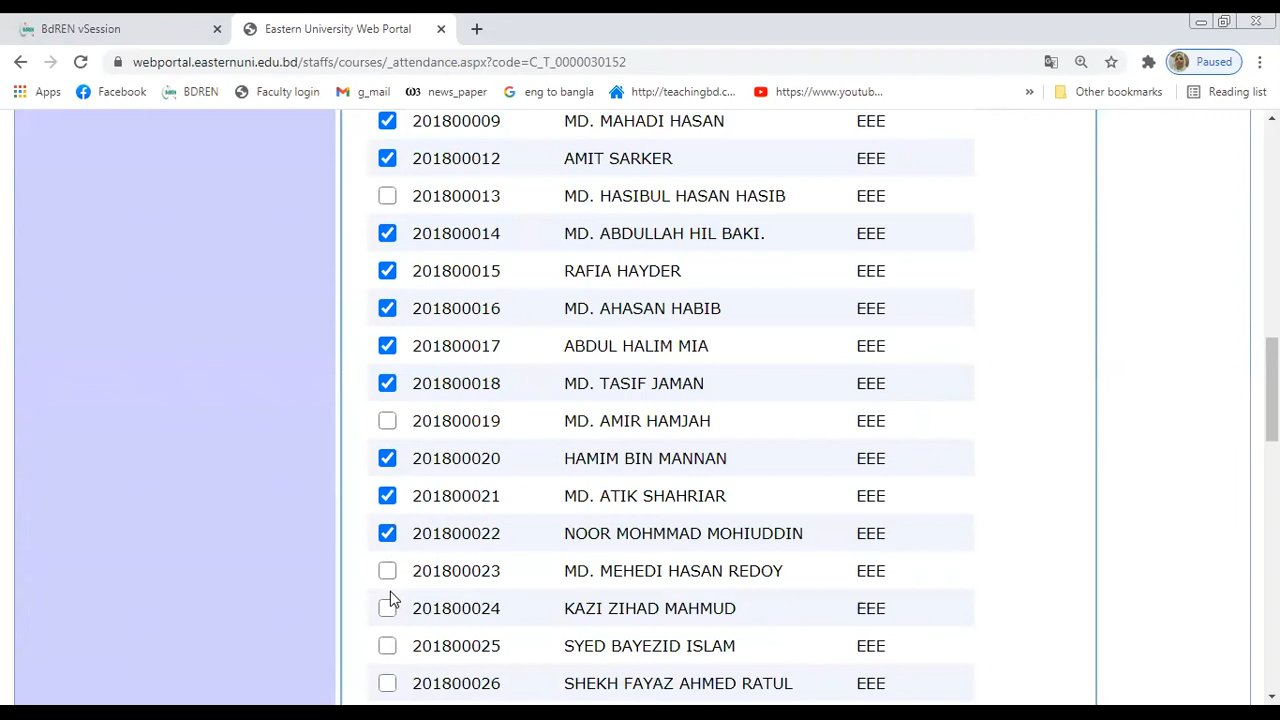 BdREN vSession
Eastern University Web Portal
webportal.easternuni.edu.bd/staffs/courses/_attendance.aspx?code=C_T_0000030152
Paused
Apps Facebook BDREN Faculty login g_mail news_paper eng to bangla http://teachingbd.c... https://www.youtub... » Other bookmarks Reading list
201800009 MD. MAHADI HASAN EEE
201800012 AMIT SARKER EEE
201800013 MD. HASIBUL HASAN HASIB EEE
201800014 MD. ABDULLAH HIL BAKI. EEE
201800015 RAFIA HAYDER EEE
201800016 MD. AHASAN HABIB EEE
201800017 ABDUL HALIM MIA EEE
201800018 MD. TASIF JAMAN EEE
201800019 MD. AMIR HAMJAH EEE
201800020 HAMIM BIN MANNAN EEE
201800021 MD. ATIK SHAHRIAR EEE
201800022 NOOR MOHMMAD MOHIUDDIN EEE
201800023 MD. MEHEDI HASAN REDOY EEE
201800024 KAZI ZIHAD MAHMUD EEE
201800025 SYED BAYEZID ISLAM EEE
201800026 SHEKH FAYAZ AHMED RATUL EEE